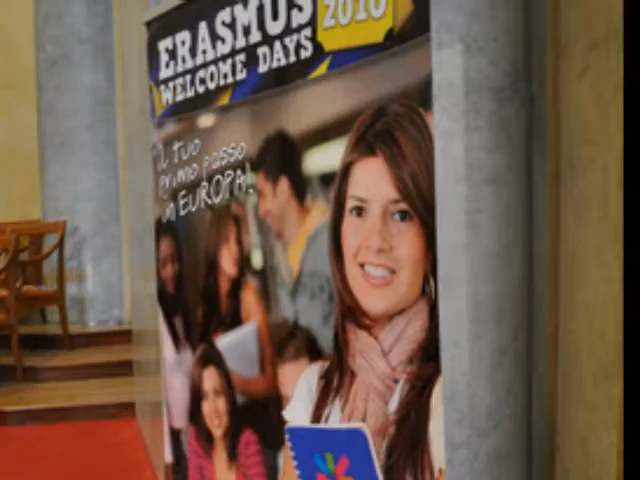 ERASMUS 2010
WELCOME DAYS
il tuo
primo passo
in EUROPA!